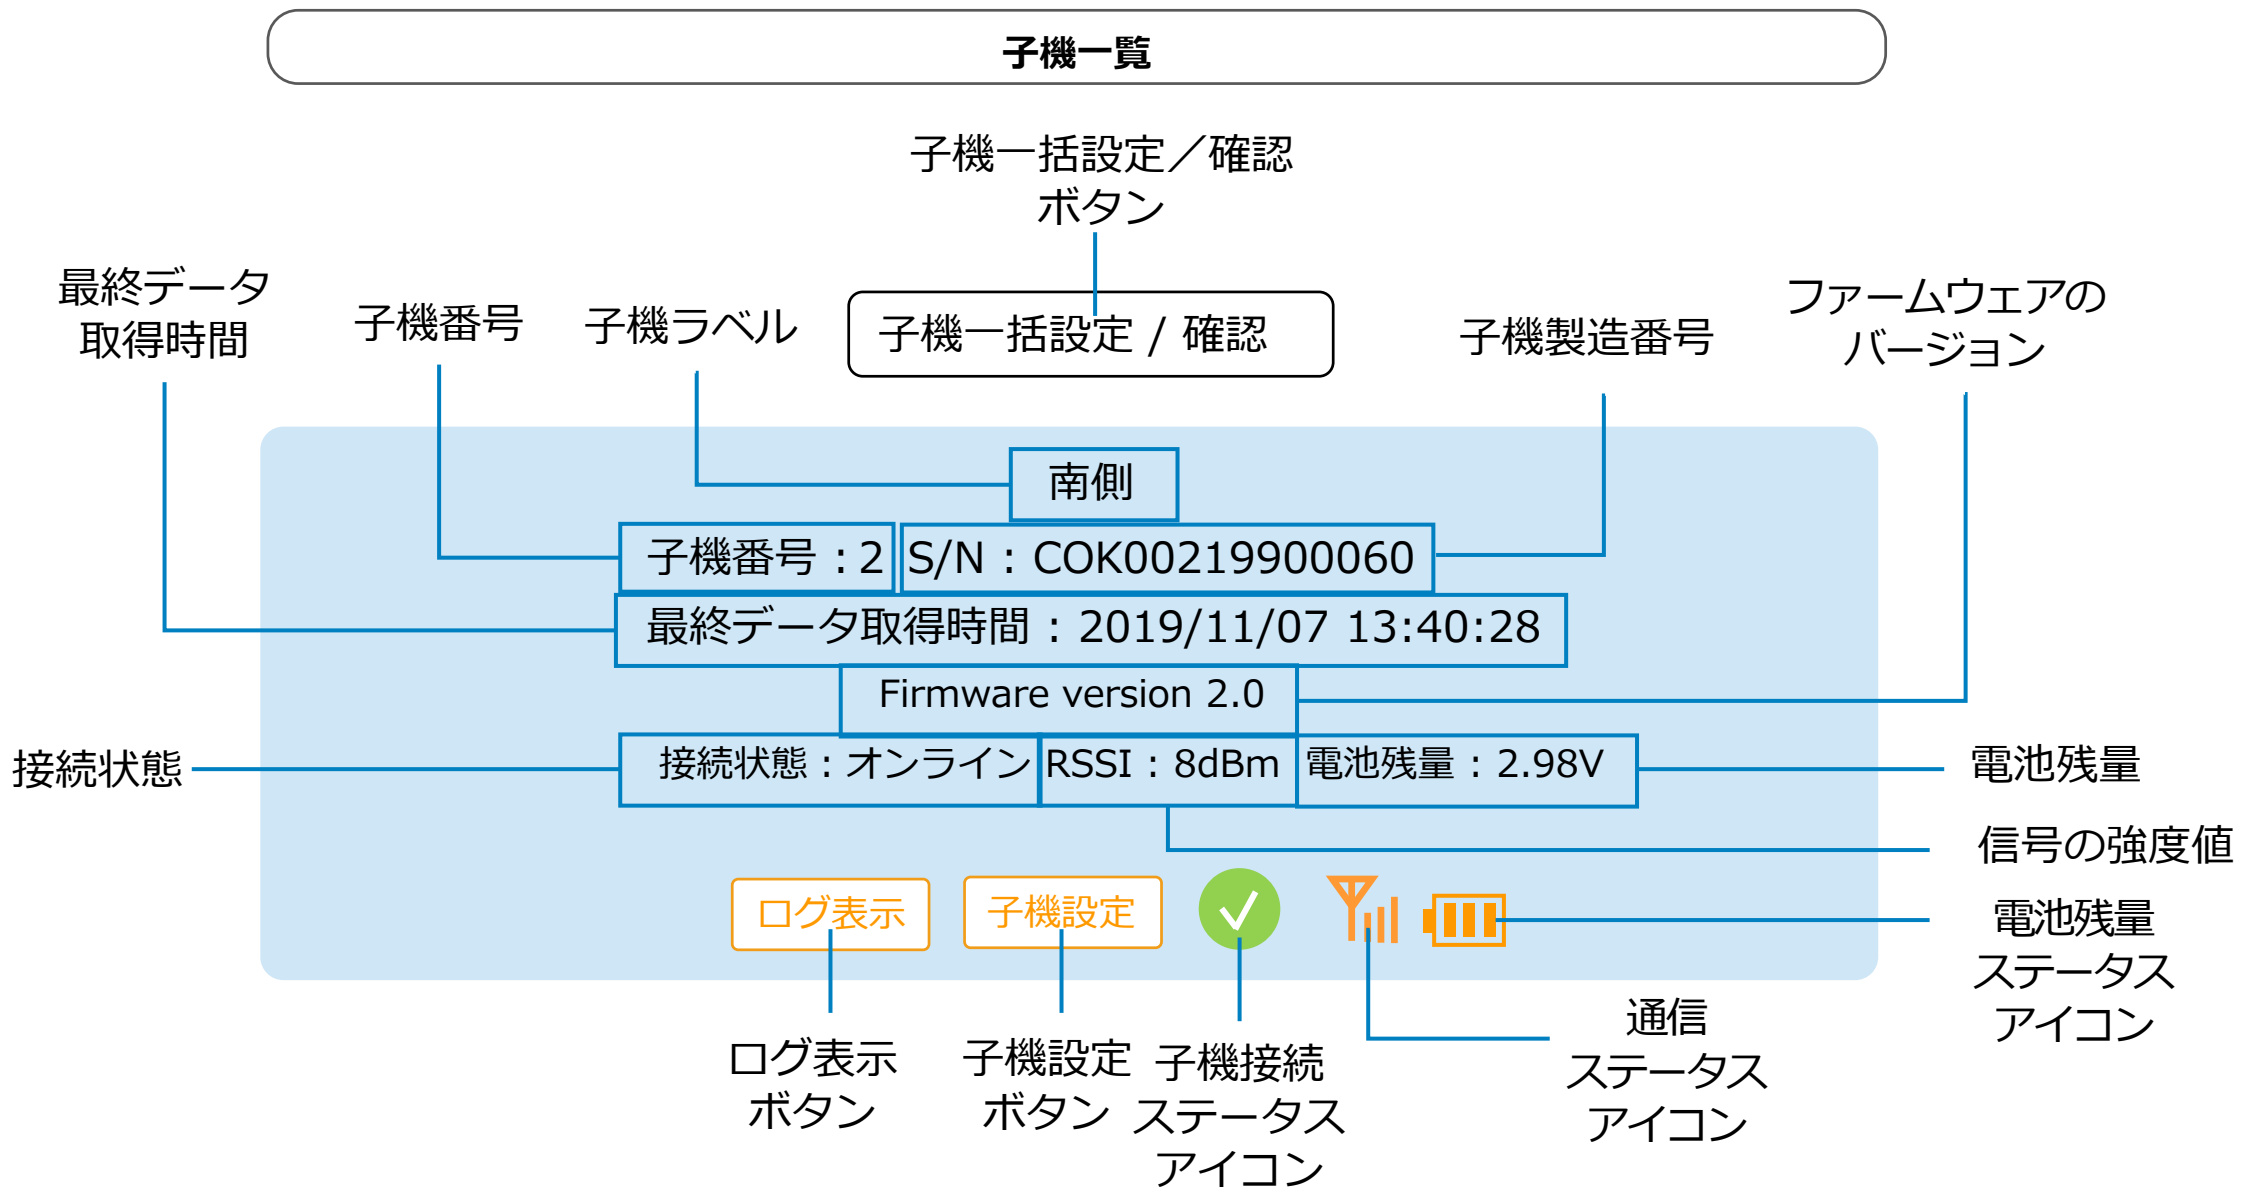 子機一覧
子機一括設定／確認
ボタン
最終データ
取得時間
子機番号
子機ラベル
子機一括設定 / 確認
子機製造番号
ファームウェアの
バージョン
南側
子機番号：2 S/N：COK00219900060
最終データ取得時間：2019/11/07 13:40:28
Firmware version 2.0
接続状態
接続状態：オンライン RSSI：8dBm 電池残量：2.98V
電池残量
信号の強度値
ログ表示
子機設定
電池残量
ステータス
アイコン
ログ表示
ボタン
子機設定
ボタン
子機接続
ステータス
アイコン
通信
ステータス
アイコン